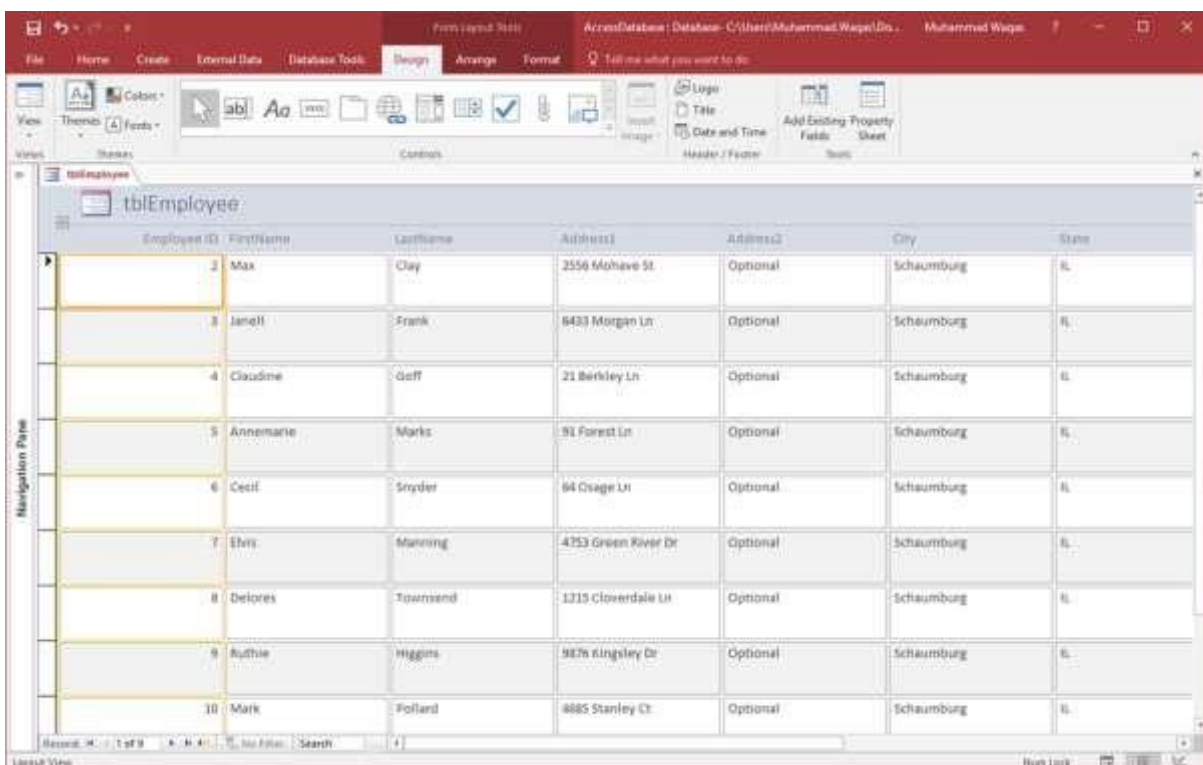 Form Layout Tools AccessDatabase : Database- C:\Users\Muhammad.Waqas\Do... Muhammad Waqas ?
File Home Create External Data Database Tools Design Arrange Format Tell me what you want to do
View Themes Colors Fonts Aa ab Aa xxxx Insert Image Logo Title Date and Time Add Existing Fields Property Sheet
Views Themes Controls Header / Footer Tools
tblEmployee
tblEmployee
Employee ID FirstName LastName Address1 Address2 City State
2 Max Clay 2556 Mohave St Optional Schaumburg IL
3 Janell Frank 6433 Morgan Ln Optional Schaumburg IL
4 Claudine Goff 21 Berkley Ln Optional Schaumburg IL
5 Annemarie Marks 91 Forest Ln Optional Schaumburg IL
6 Cecil Snyder 64 Osage Ln Optional Schaumburg IL
7 Elvis Manning 4753 Green River Dr Optional Schaumburg IL
8 Delores Townsend 1215 Cloverdale Ln Optional Schaumburg IL
9 Ruthie Higgins 9876 Kingsley Dr Optional Schaumburg IL
10 Mark Pollard 4885 Stanley Ct Optional Schaumburg IL
Navigation Pane
Record: 1 of 9 No Filter Search
Layout View Num Lock